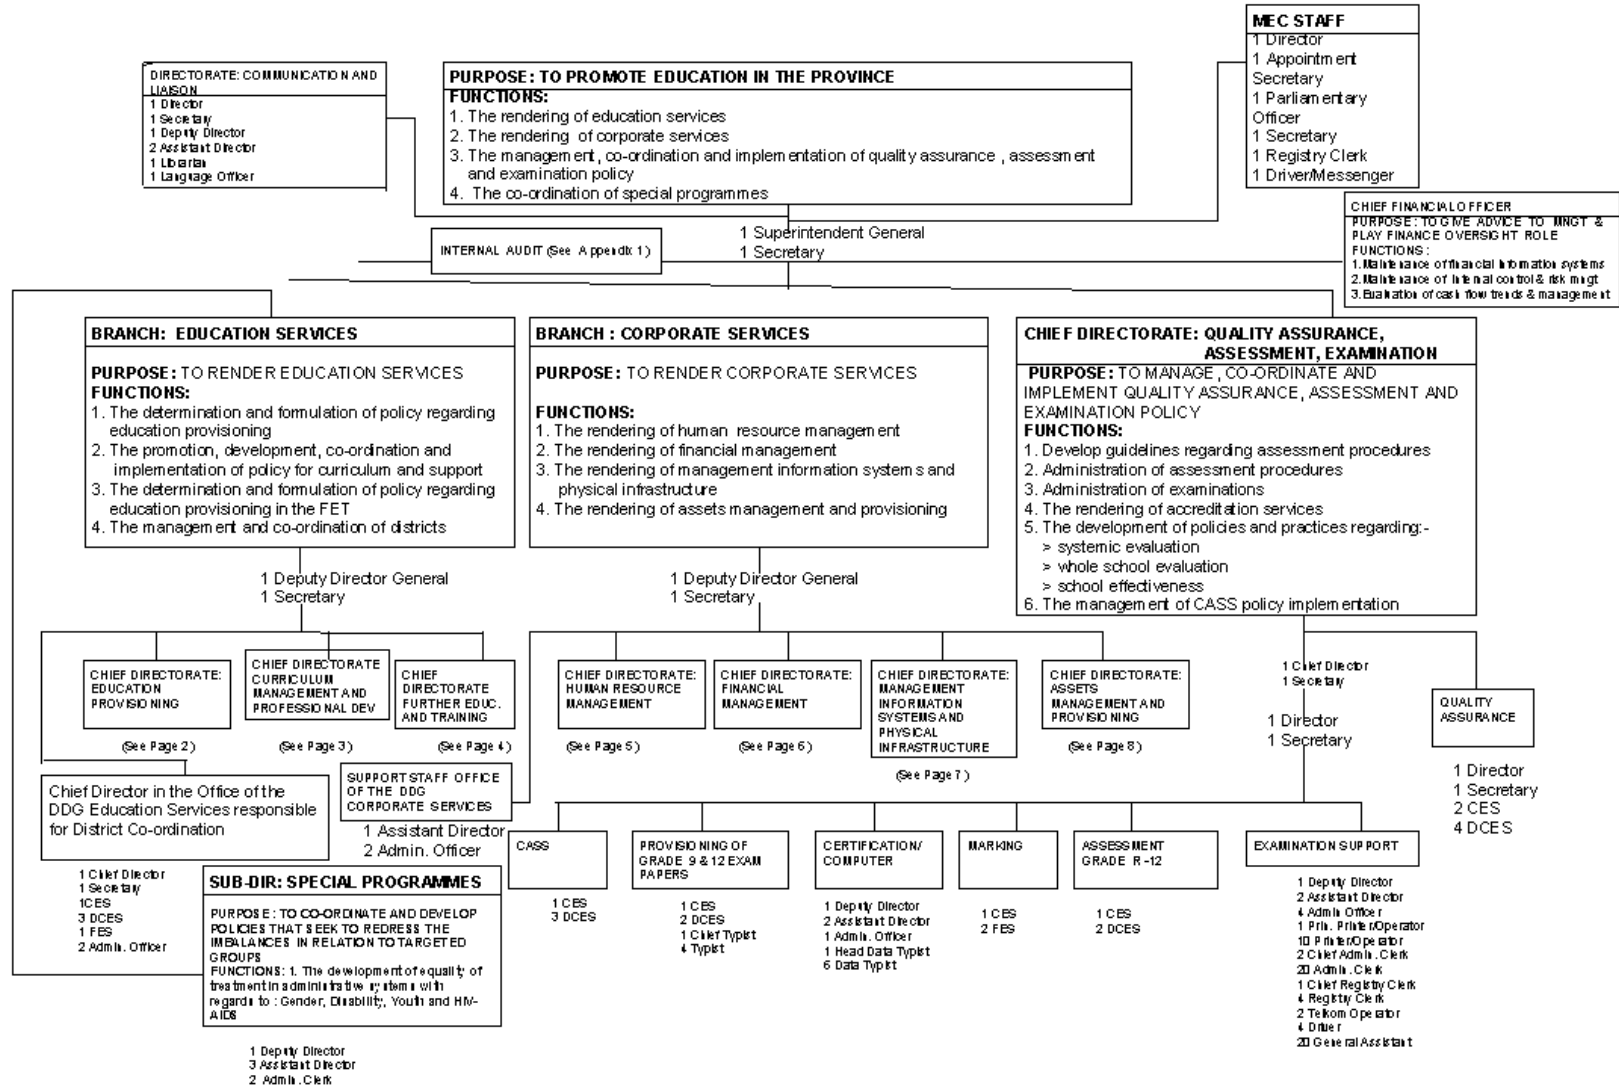 MEC STAFF
1 Director
1 Appointment
Secretary
1 Parliamentary
Officer
1 Secretary
1 Registry Clerk
1 Driver/Messenger
DIRECTORATE: COMMUNICATION AND
LIAISON
1 Director
1 Secretary
1 Deputy Director
2 Assistant Director
1 Librarian
1 Language Officer
PURPOSE: TO PROMOTE EDUCATION IN THE PROVINCE
FUNCTIONS:
1. The rendering of education services
2. The rendering of corporate services
3. The management, co-ordination and implementation of quality assurance , assessment
and examination policy
4. The co-ordination of special programmes
CHIEF FINANCIAL OFFICER
PURPOSE: TO GIVE ADVICE TO MNGT &
PLAY FINANCE OVERSIGHT ROLE
FUNCTIONS :
1.Maintenance of financial information systems
2.Maintenance of internal control & risk mngt
3.Evaluation of cash flow trends & management
1 Superintendent General
1 Secretary
INTERNAL AUDIT (See Appendix 1)
BRANCH: EDUCATION SERVICES
PURPOSE: TO RENDER EDUCATION SERVICES
FUNCTIONS:
1. The determination and formulation of policy regarding
education provisioning
2. The promotion, development, co-ordination and
implementation of policy for curriculum and support
3. The determination and formulation of policy regarding
education provisioning in the FET
4. The management and co-ordination of districts
BRANCH : CORPORATE SERVICES
PURPOSE: TO RENDER CORPORATE SERVICES
FUNCTIONS:
1. The rendering of human resource management
2. The rendering of financial management
3. The rendering of management information systems and
physical infrastructure
4. The rendering of assets management and provisioning
CHIEF DIRECTORATE: QUALITY ASSURANCE,
ASSESSMENT, EXAMINATION
PURPOSE: TO MANAGE, CO-ORDINATE AND
IMPLEMENT QUALITY ASSURANCE, ASSESSMENT AND
EXAMINATION POLICY
FUNCTIONS:
1. Develop guidelines regarding assessment procedures
2. Administration of assessment procedures
3. Administration of examinations
4. The rendering of accreditation services
5. The development of policies and practices regarding:-
> systemic evaluation
> whole school evaluation
> school effectiveness
6. The management of CASS policy implementation
1 Deputy Director General
1 Secretary
1 Deputy Director General
1 Secretary
CHIEF DIRECTORATE:
EDUCATION
PROVISIONING
(See Page 2)
CHIEF DIRECTORATE
CURRICULUM
MANAGEMENT AND
PROFESSIONAL DEV
(See Page 3)
CHIEF
DIRECTORATE
FURTHER EDUC.
AND TRAINING
(See Page 4)
CHIEF DIRECTORATE:
HUMAN RESOURCE
MANAGEMENT
(See Page 5)
CHIEF DIRECTORATE:
FINANCIAL
MANAGEMENT
(See Page 6)
CHIEF DIRECTORATE:
MANAGEMENT
INFORMATION
SYSTEMS AND
PHYSICAL
INFRASTRUCTURE
(See Page 7)
CHIEF DIRECTORATE:
ASSETS
MANAGEMENT AND
PROVISIONING
(See Page 8)
1 Chief Director
1 Secretary
1 Director
1 Secretary
QUALITY
ASSURANCE
1 Director
1 Secretary
2 CES
4 DCES
Chief Director in the Office of the
DDG Education Services responsible
for District Co-ordination
1 Chief Director
1 Secretary
1CES
3 DCES
1 FES
2 Admin. Officer
SUPPORT STAFF OFFICE
OF THE DDG
CORPORATE SERVICES
1 Assistant Director
2 Admin. Officer
SUB-DIR: SPECIAL PROGRAMMES
PURPOSE: TO CO-ORDINATE AND DEVELOP
POLICIES THAT SEEK TO REDRESS THE
IMBALANCES IN RELATION TO TARGETED
GROUPS
FUNCTIONS: 1. The development of equality of
treatment in administrative systems with
regards to : Gender, Disability, Youth and HIV-
AIDS
1 Deputy Director
3 Assistant Director
2 Admin. Clerk
CASS
1 CES
3 DCES
PROVISIONING OF
GRADE 9 & 12 EXAM
PAPERS
1 CES
2 DCES
1 Chief Typist
4 Typist
CERTIFICATION/
COMPUTER
1 Deputy Director
2 Assistant Director
1 Admin. Officer
1 Head Data Typist
6 Data Typist
MARKING
1 CES
2 FES
ASSESSMENT
GRADE R -12
1 CES
2 DCES
EXAMINATION SUPPORT
1 Deputy Director
2 Assistant Director
4 Admin Officer
1 Prin. Printer/Operator
10 Printer/Operator
2 Chief Admin. Clerk
20 Admin. Clerk
1 Chief Registry Clerk
4 Registry Clerk
2 Telkom Operator
4 Driver
20 General Assistant